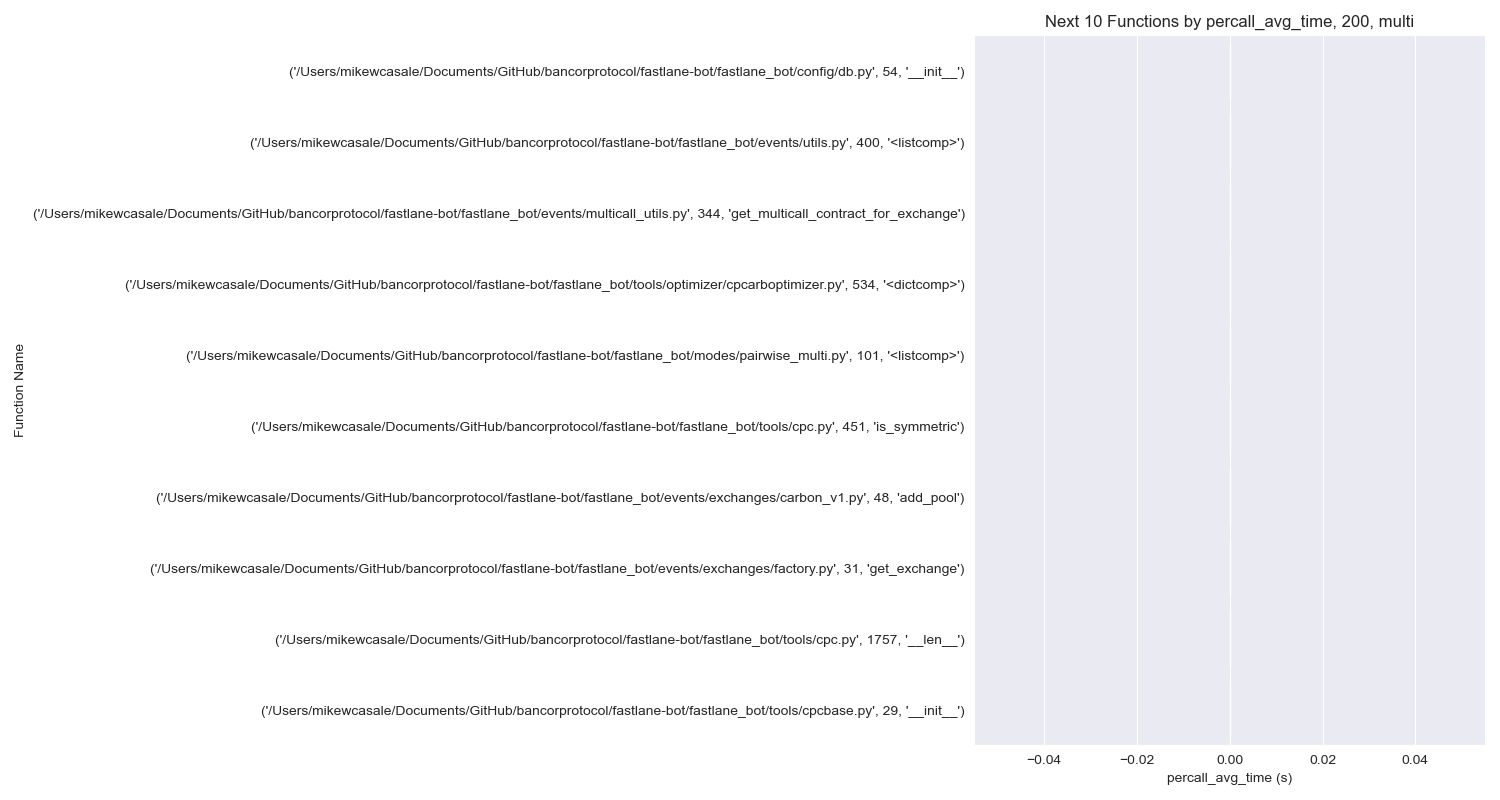 Next 10 Functions by percall_avg_time, 200, multi
('/Users/mikewcasale/Documents/GitHub/bancorprotocol/fastlane-bot/fastlane_bot/config/db.py', 54, '__init__')
('/Users/mikewcasale/Documents/GitHub/bancorprotocol/fastlane-bot/fastlane_bot/events/utils.py', 400, '<listcomp>')
('/Users/mikewcasale/Documents/GitHub/bancorprotocol/fastlane-bot/fastlane_bot/events/multicall_utils.py', 344, 'get_multicall_contract_for_exchange')
('/Users/mikewcasale/Documents/GitHub/bancorprotocol/fastlane-bot/fastlane_bot/tools/optimizer/cpcarboptimizer.py', 534, '<dictcomp>')
('/Users/mikewcasale/Documents/GitHub/bancorprotocol/fastlane-bot/fastlane_bot/modes/pairwise_multi.py', 101, '<listcomp>')
('/Users/mikewcasale/Documents/GitHub/bancorprotocol/fastlane-bot/fastlane_bot/tools/cpc.py', 451, 'is_symmetric')
('/Users/mikewcasale/Documents/GitHub/bancorprotocol/fastlane-bot/fastlane_bot/events/exchanges/carbon_v1.py', 48, 'add_pool')
('/Users/mikewcasale/Documents/GitHub/bancorprotocol/fastlane-bot/fastlane_bot/events/exchanges/factory.py', 31, 'get_exchange')
('/Users/mikewcasale/Documents/GitHub/bancorprotocol/fastlane-bot/fastlane_bot/tools/cpc.py', 1757, '__len__')
('/Users/mikewcasale/Documents/GitHub/bancorprotocol/fastlane-bot/fastlane_bot/tools/cpcbase.py', 29, '__init__')
Function Name
−0.04 −0.02 0.00 0.02 0.04
percall_avg_time (s)